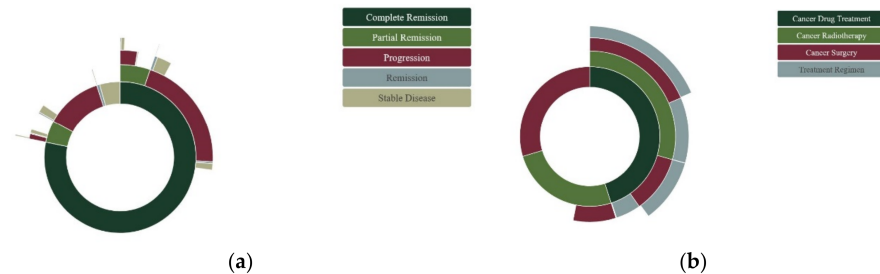 Complete Remission
Partial Remission
Progression
Remission
Stable Disease
Cancer Drug Treatment
Cancer Radiotherapy
Cancer Surgery
Treatment Regimen
(a)
(b)